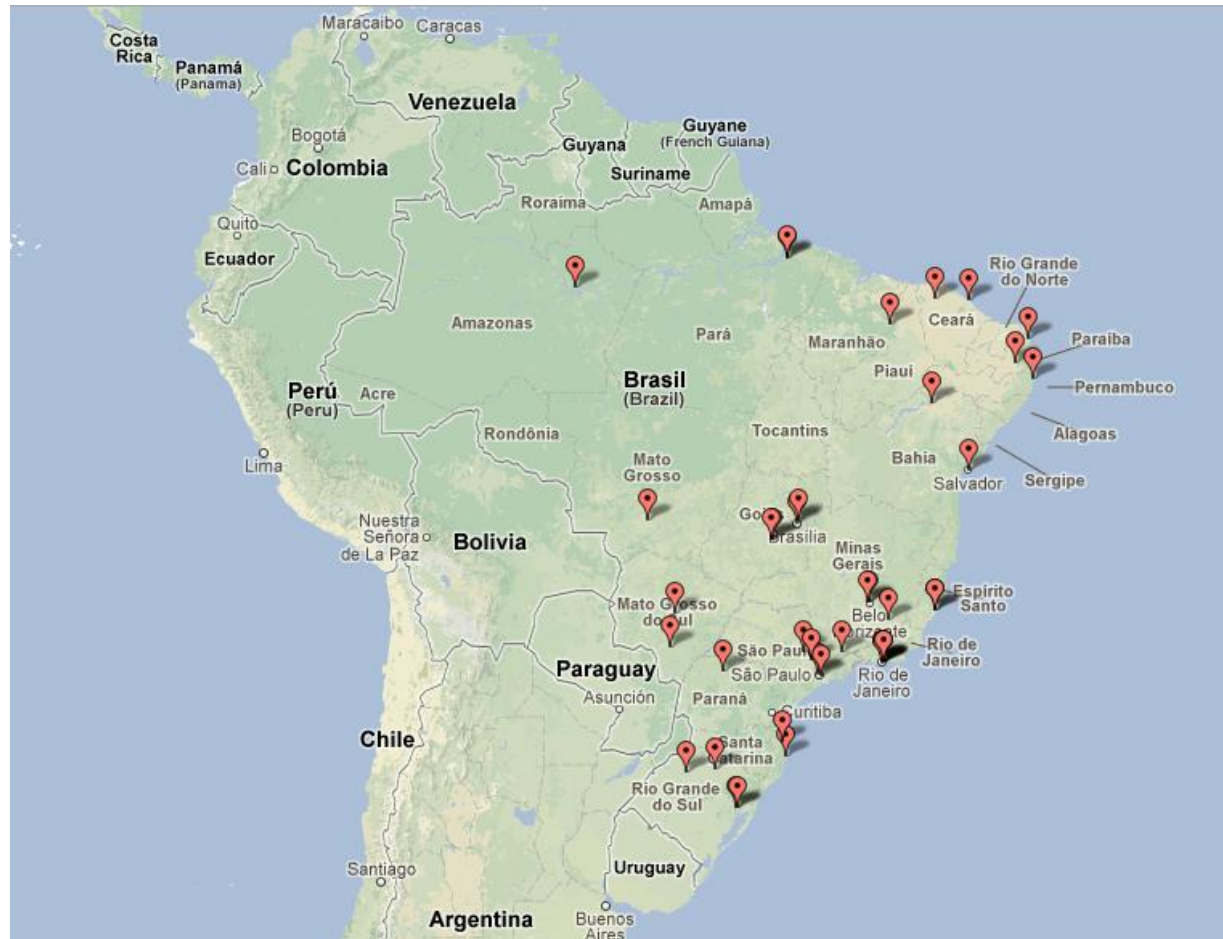 Maracaibo
Caracas
Costa
Rica
Panamá
(Panama)
Venezuela
Guyana
Guyane
(French Guiana)
Bogotá
Suriname
Cali
Colombia
Roraima
Amapá
Quito
Ecuador
Rio Grande
do Norte
Amazonas
Pará
Ceará
Maranhão
Paraiba
Perú
(Peru)
Acre
Brasil
(Brazil)
Piaui
Pernambuco
Rondônia
Tocantins
Alagoas
Lima
Mato
Grosso
Bahia
Salvador
Sergipe
Nuestra
Señora
de La Paz
Bolivia
Brasilia
Minas
Gerais
Mato Grosso
do Sul
Belo
Horizonte
Espírito
Santo
Paraguay
São Paulo
São Paulo
Rio de
Janeiro
Rio de
Janeiro
Asunción
Paraná
Curitiba
Chile
Santa
Catarina
Rio Grande
do Sul
Uruguay
Santiago
Argentina
Buenos
Aires